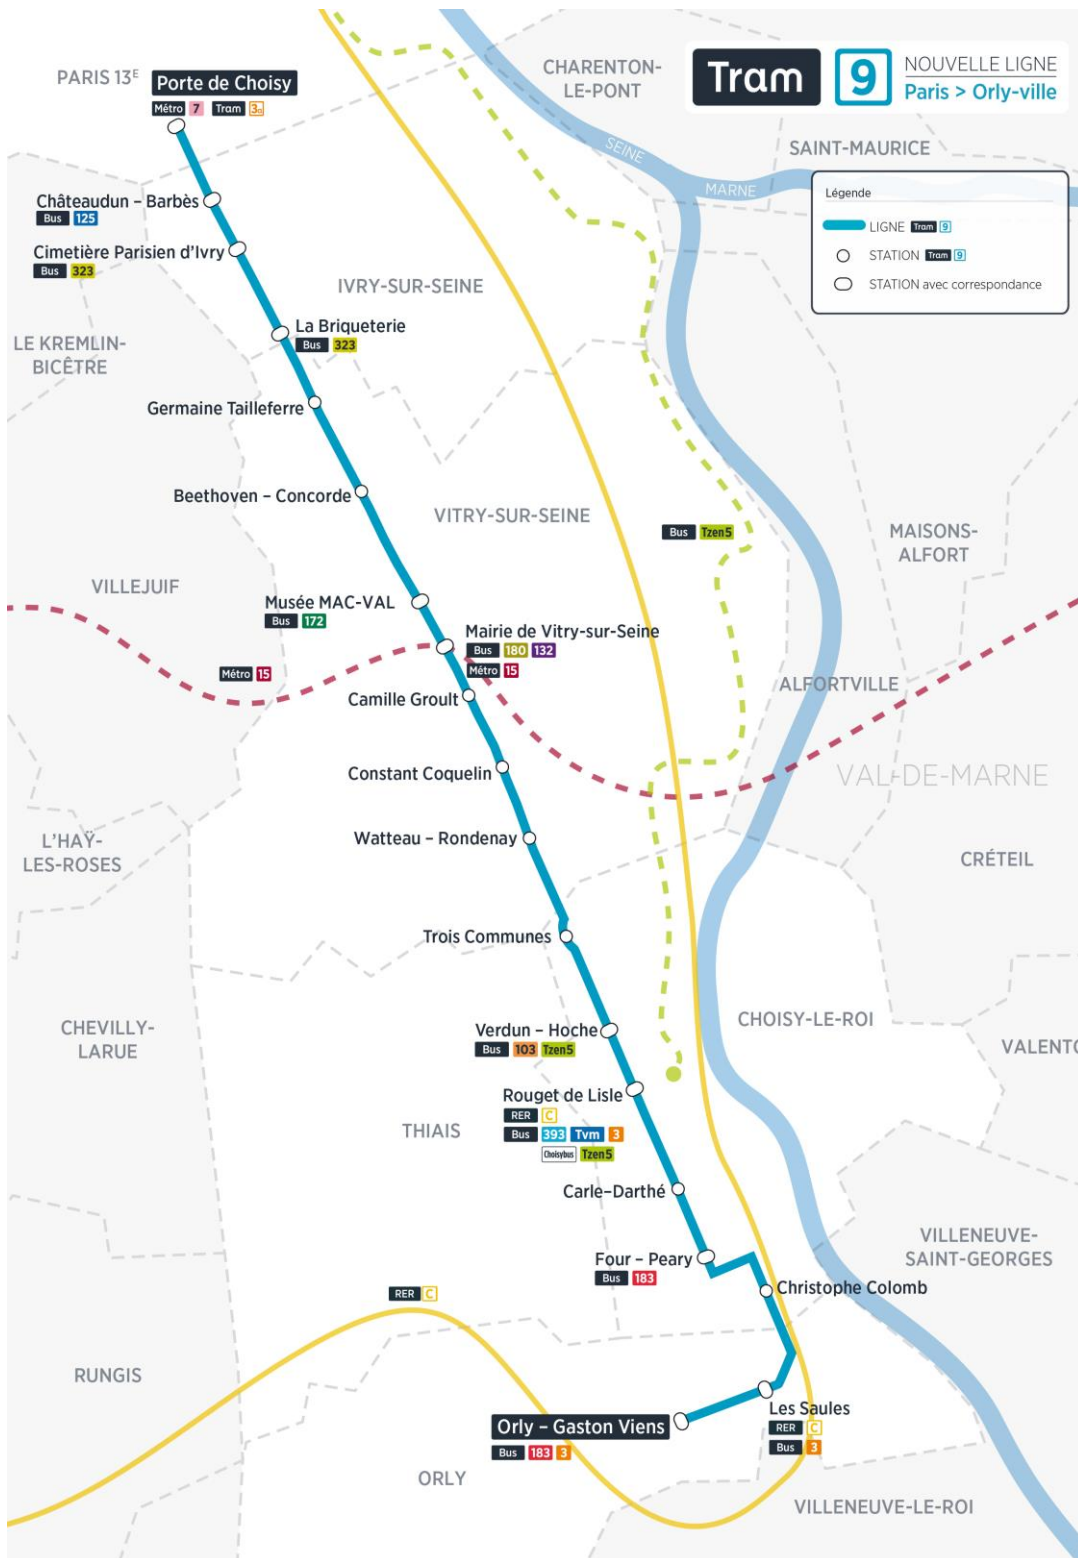 PARIS 13E
Porte de Choisy
Métro 7 Tram 3a
CHARENTON-
LE-PONT
Tram 9
NOUVELLE LIGNE
Paris > Orly-ville
SEINE
MARNE
SAINT-MAURICE
Légende
LIGNE Tram 9
STATION Tram 9
STATION avec correspondance
Châteaudun – Barbès
Bus 125
Cimetière Parisien d'Ivry
Bus 323
IVRY-SUR-SEINE
LE KREMLIN-
BICÊTRE
La Briqueterie
Bus 323
Germaine Tailleferre
Beethoven – Concorde
VITRY-SUR-SEINE
Bus Tzen5
MAISONS-
ALFORT
VILLEJUIF
Musée MAC-VAL
Bus 172
Mairie de Vitry-sur-Seine
Bus 180 132
Métro 15
Métro 15
Camille Groult
ALFORTVILLE
Constant Coquelin
VAL-DE-MARNE
Watteau – Rondenay
L'HAŸ-
LES-ROSES
CRÉTEIL
Trois Communes
CHEVILLY-
LARUE
Verdun – Hoche
Bus 103 Tzen5
CHOISY-LE-ROI
VALENTO
Rouget de Lisle
RER C
Bus 393 Tvm 3
Choisybus Tzen5
THIAIS
Carle–Darthé
Four – Peary
Bus 183
VILLENEUVE-
SAINT-GEORGES
Christophe Colomb
RER C
RUNGIS
Les Saules
RER C
Bus 3
Orly – Gaston Viens
Bus 183 3
ORLY
VILLENEUVE-LE-ROI